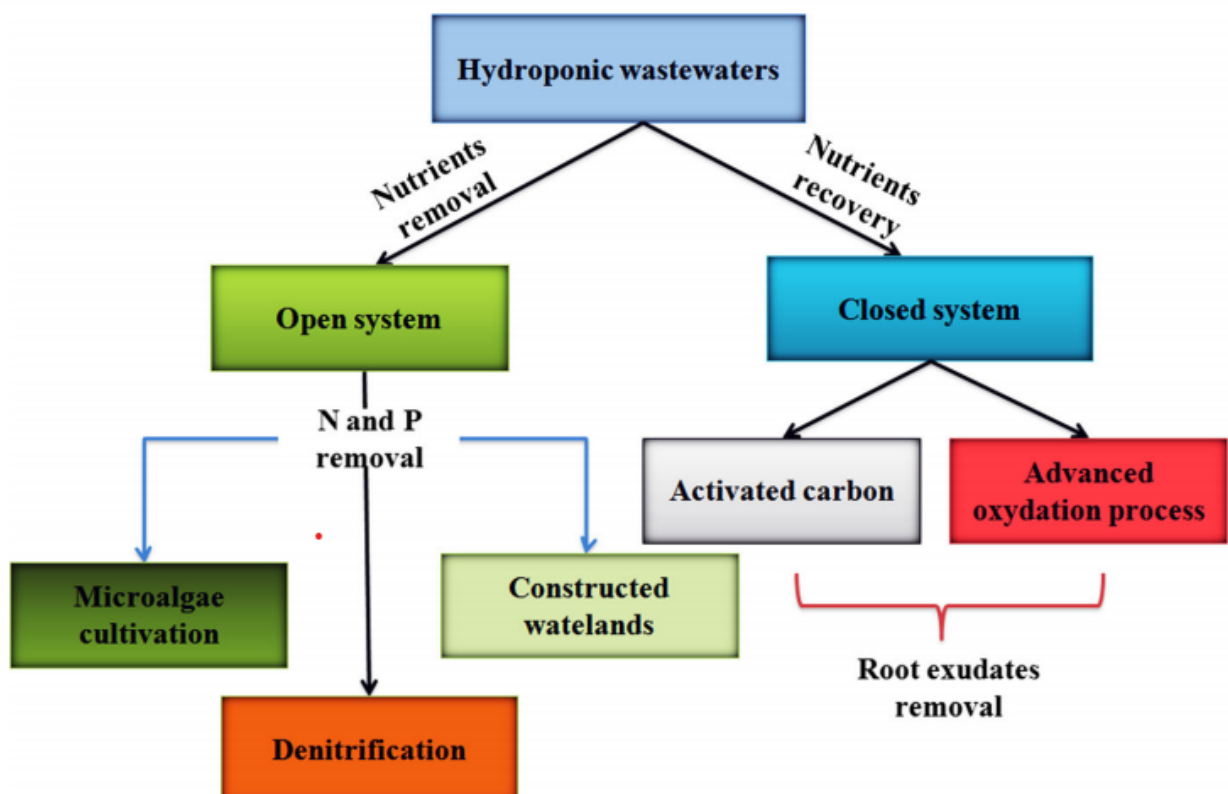 Hydroponic wastewaters
Nutrients
removal
Nutrients
recovery
Open system
Closed system
N and P
removal
Activated carbon
Advanced
oxydation process
Microalgae
cultivation
Constructed
watelands
Root exudates
removal
Denitrification